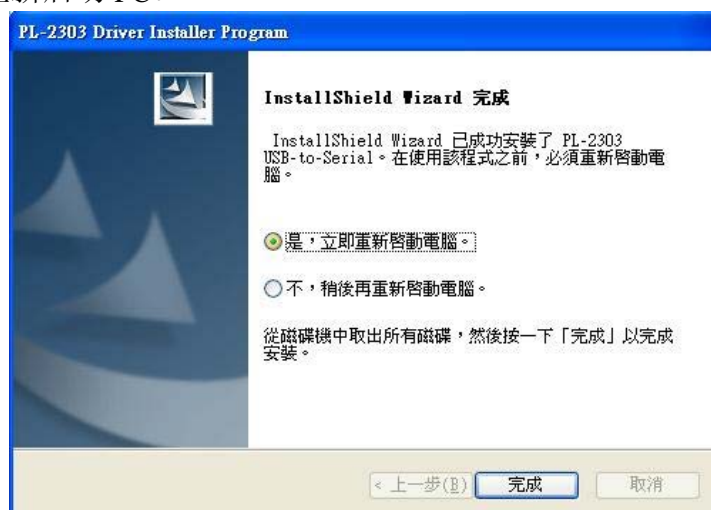 PL-2303 Driver Installer Program
InstallShield Wizard 完成
InstallShield Wizard 已成功安裝了 PL-2303
USB-to-Serial。在使用該程式之前，必須重新啟動電
腦。
是，立即重新啟動電腦。
不，稍後再重新啟動電腦。
從磁碟機中取出所有磁碟，然後按一下「完成」以完成
安裝。
< 上一步(B)
完成
取消